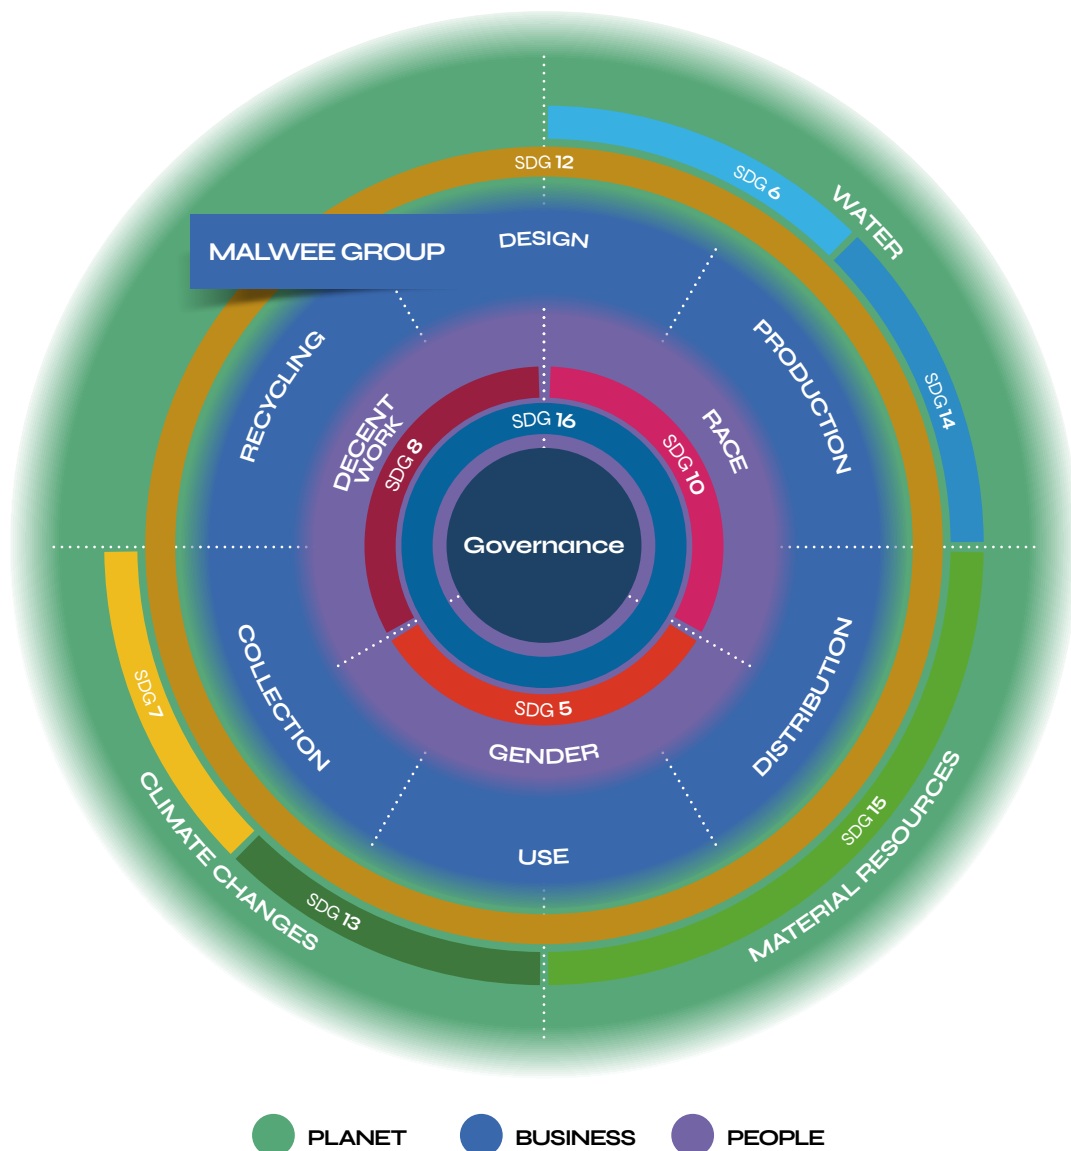 SDG 12
SDG 6
WATER
MALWEE GROUP
DESIGN
RECYCLING
PRODUCTION
SDG 14
DECENT
WORK
SDG 8
SDG 16
RACE
SDG 10
Governance
COLLECTION
DISTRIBUTION
SDG 7
SDG 5
GENDER
USE
CLIMATE CHANGES
SDG 13
SDG 15
MATERIAL RESOURCES
PLANET
BUSINESS
PEOPLE